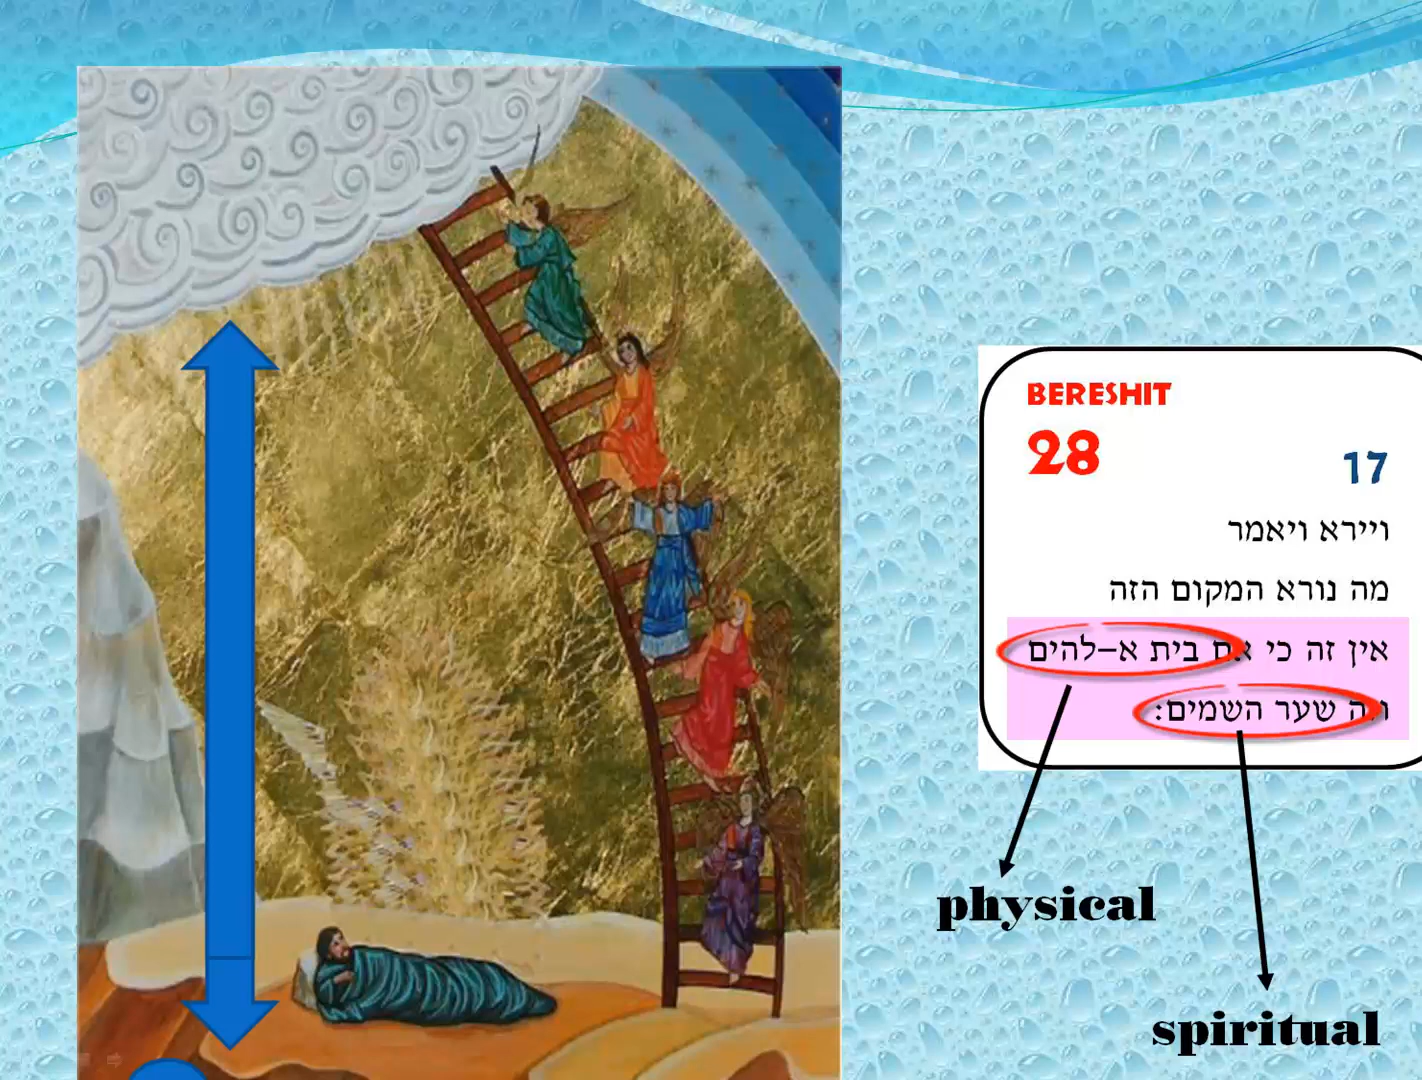 BERESHIT
28
17
ויירא ויאמר
מה נורא המקום הזה
אין זה כי אם בית א–להים
וזה שער השמים:
physical
spiritual